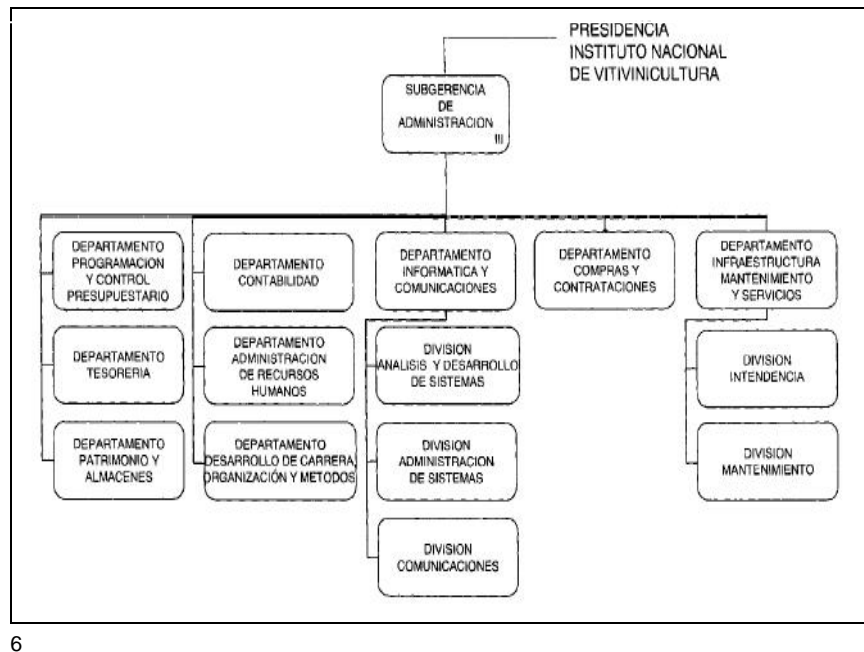 PRESIDENCIA
INSTITUTO NACIONAL
DE VITIVINICULTURA
SUBGERENCIA
DE
ADMINISTRACION
III
DEPARTAMENTO
PROGRAMACION
Y CONTROL
PRESUPUESTARIO
DEPARTAMENTO
CONTABILIDAD
DEPARTAMENTO
INFORMATICA Y
COMUNICACIONES
DEPARTAMENTO
COMPRAS Y
CONTRATACIONES
DEPARTAMENTO
INFRAESTRUCTURA
MANTENIMIENTO
Y SERVICIOS
DEPARTAMENTO
TESORERIA
DEPARTAMENTO
ADMINISTRACION
DE RECURSOS
HUMANOS
DIVISION
ANALISIS Y DESARROLLO
DE SISTEMAS
DIVISION
INTENDENCIA
DEPARTAMENTO
PATRIMONIO Y
ALMACENES
DEPARTAMENTO
DESARROLLO DE CARRERA,
ORGANIZACIÓN Y METODOS
DIVISION
ADMINISTRACION
DE SISTEMAS
DIVISION
MANTENIMIENTO
DIVISION
COMUNICACIONES
6